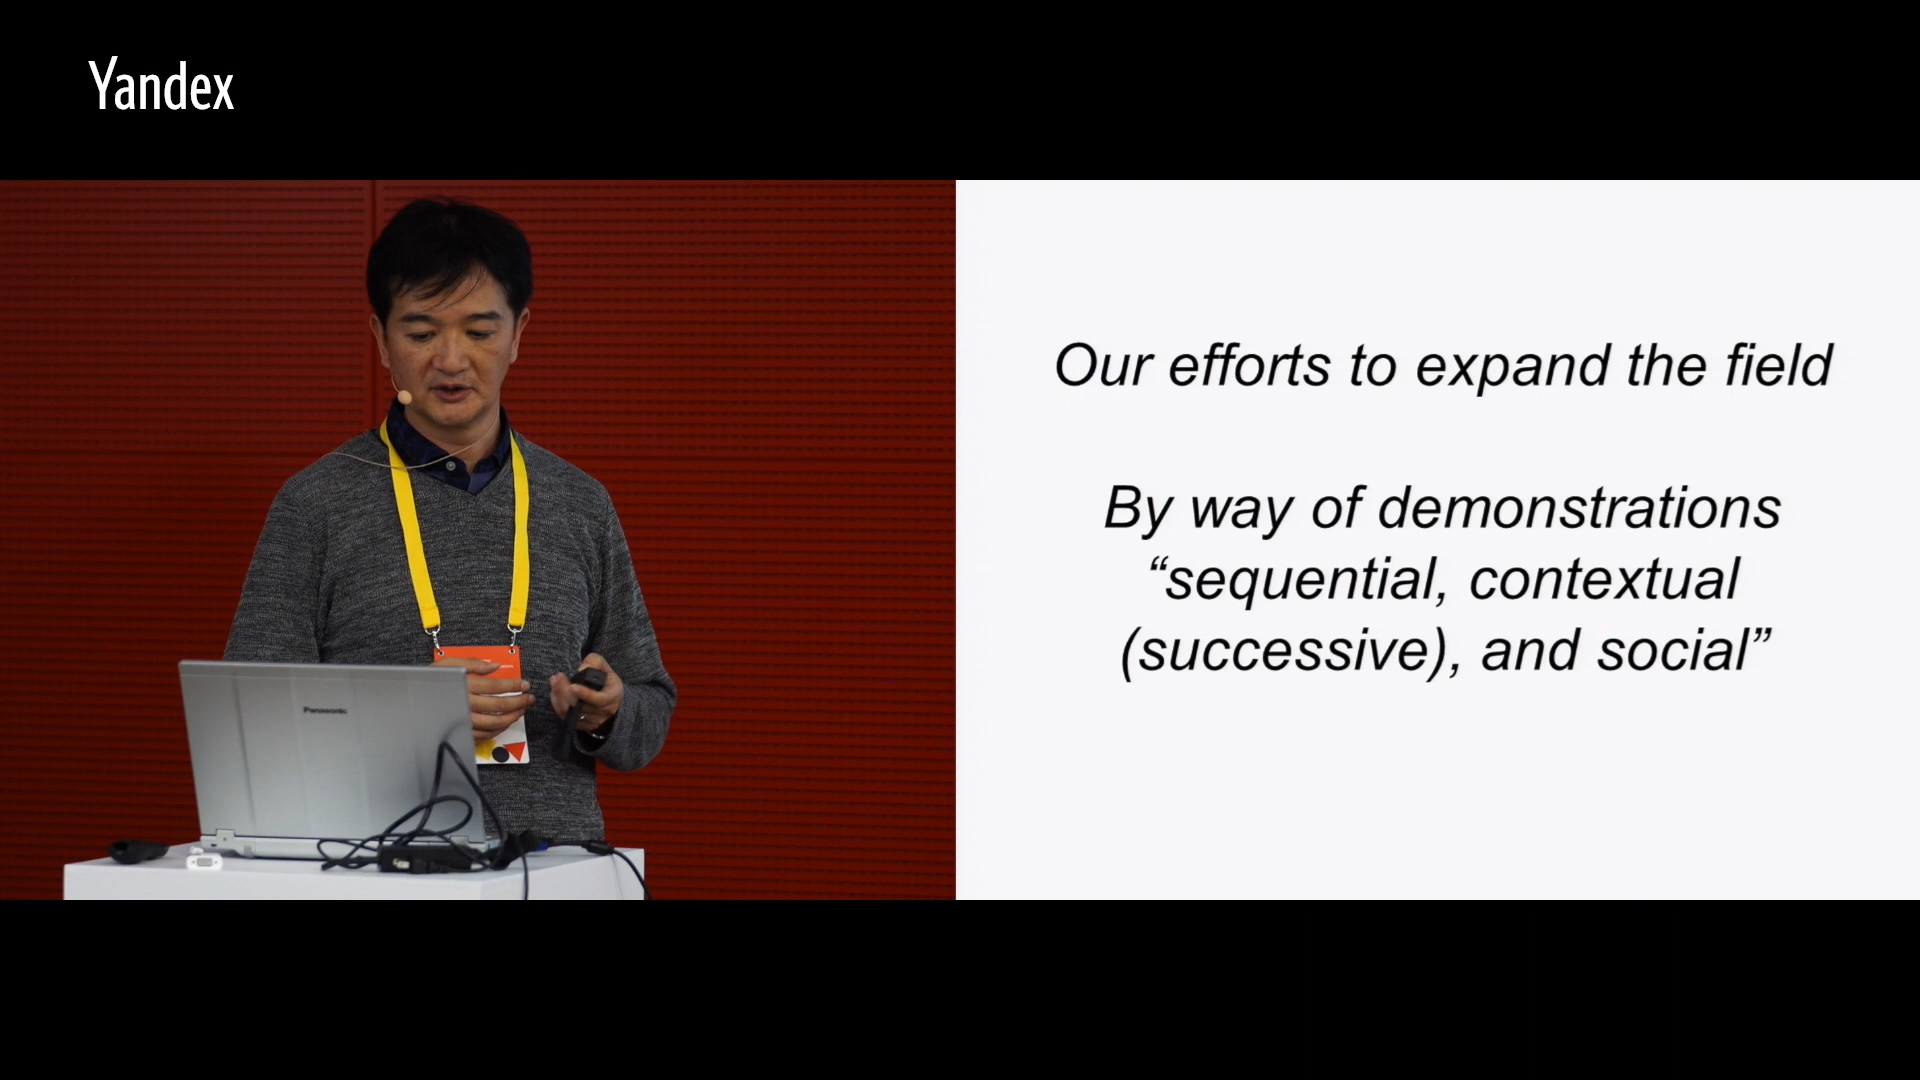 Yandex
Our efforts to expand the field
By way of demonstrations
“sequential, contextual
(successive), and social”
Panasonic